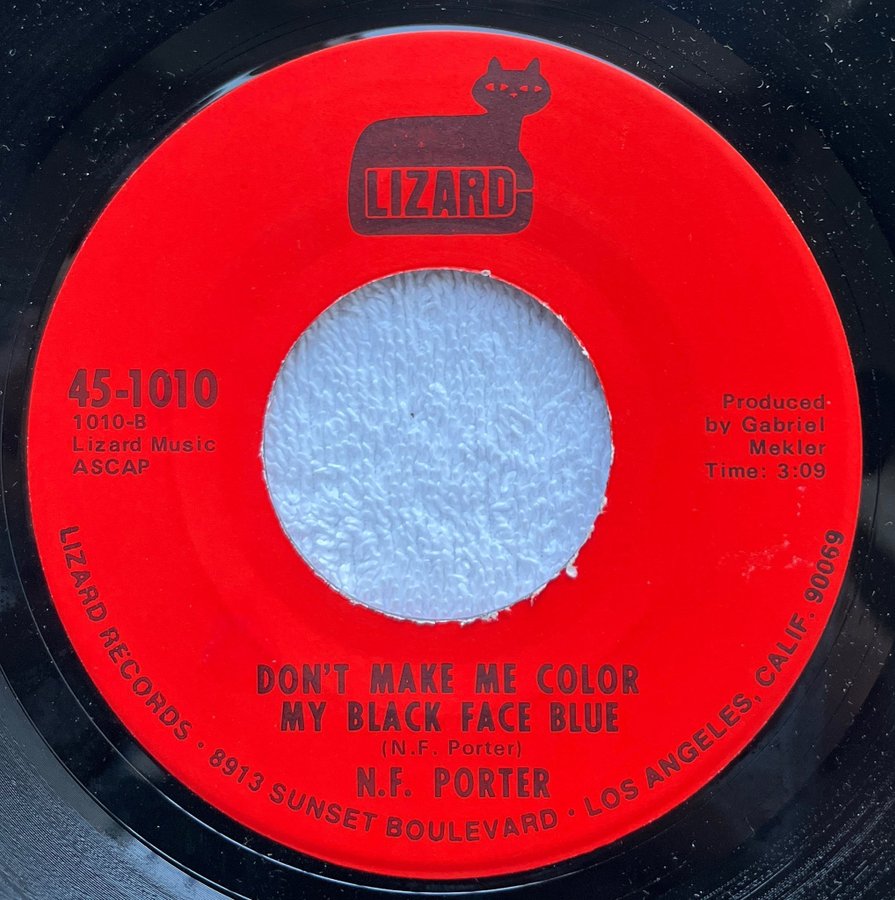 LIZARD
45-1010
1010-B
Lizard Music
ASCAP
Produced
by Gabriel
Mekler
Time: 3:09
DON'T MAKE ME COLOR
MY BLACK FACE BLUE
(N.F. Porter)
N.F. PORTER
LIZARD RECORDS · 8913 SUNSET BOULEVARD · LOS ANGELES, CALIF. 90069